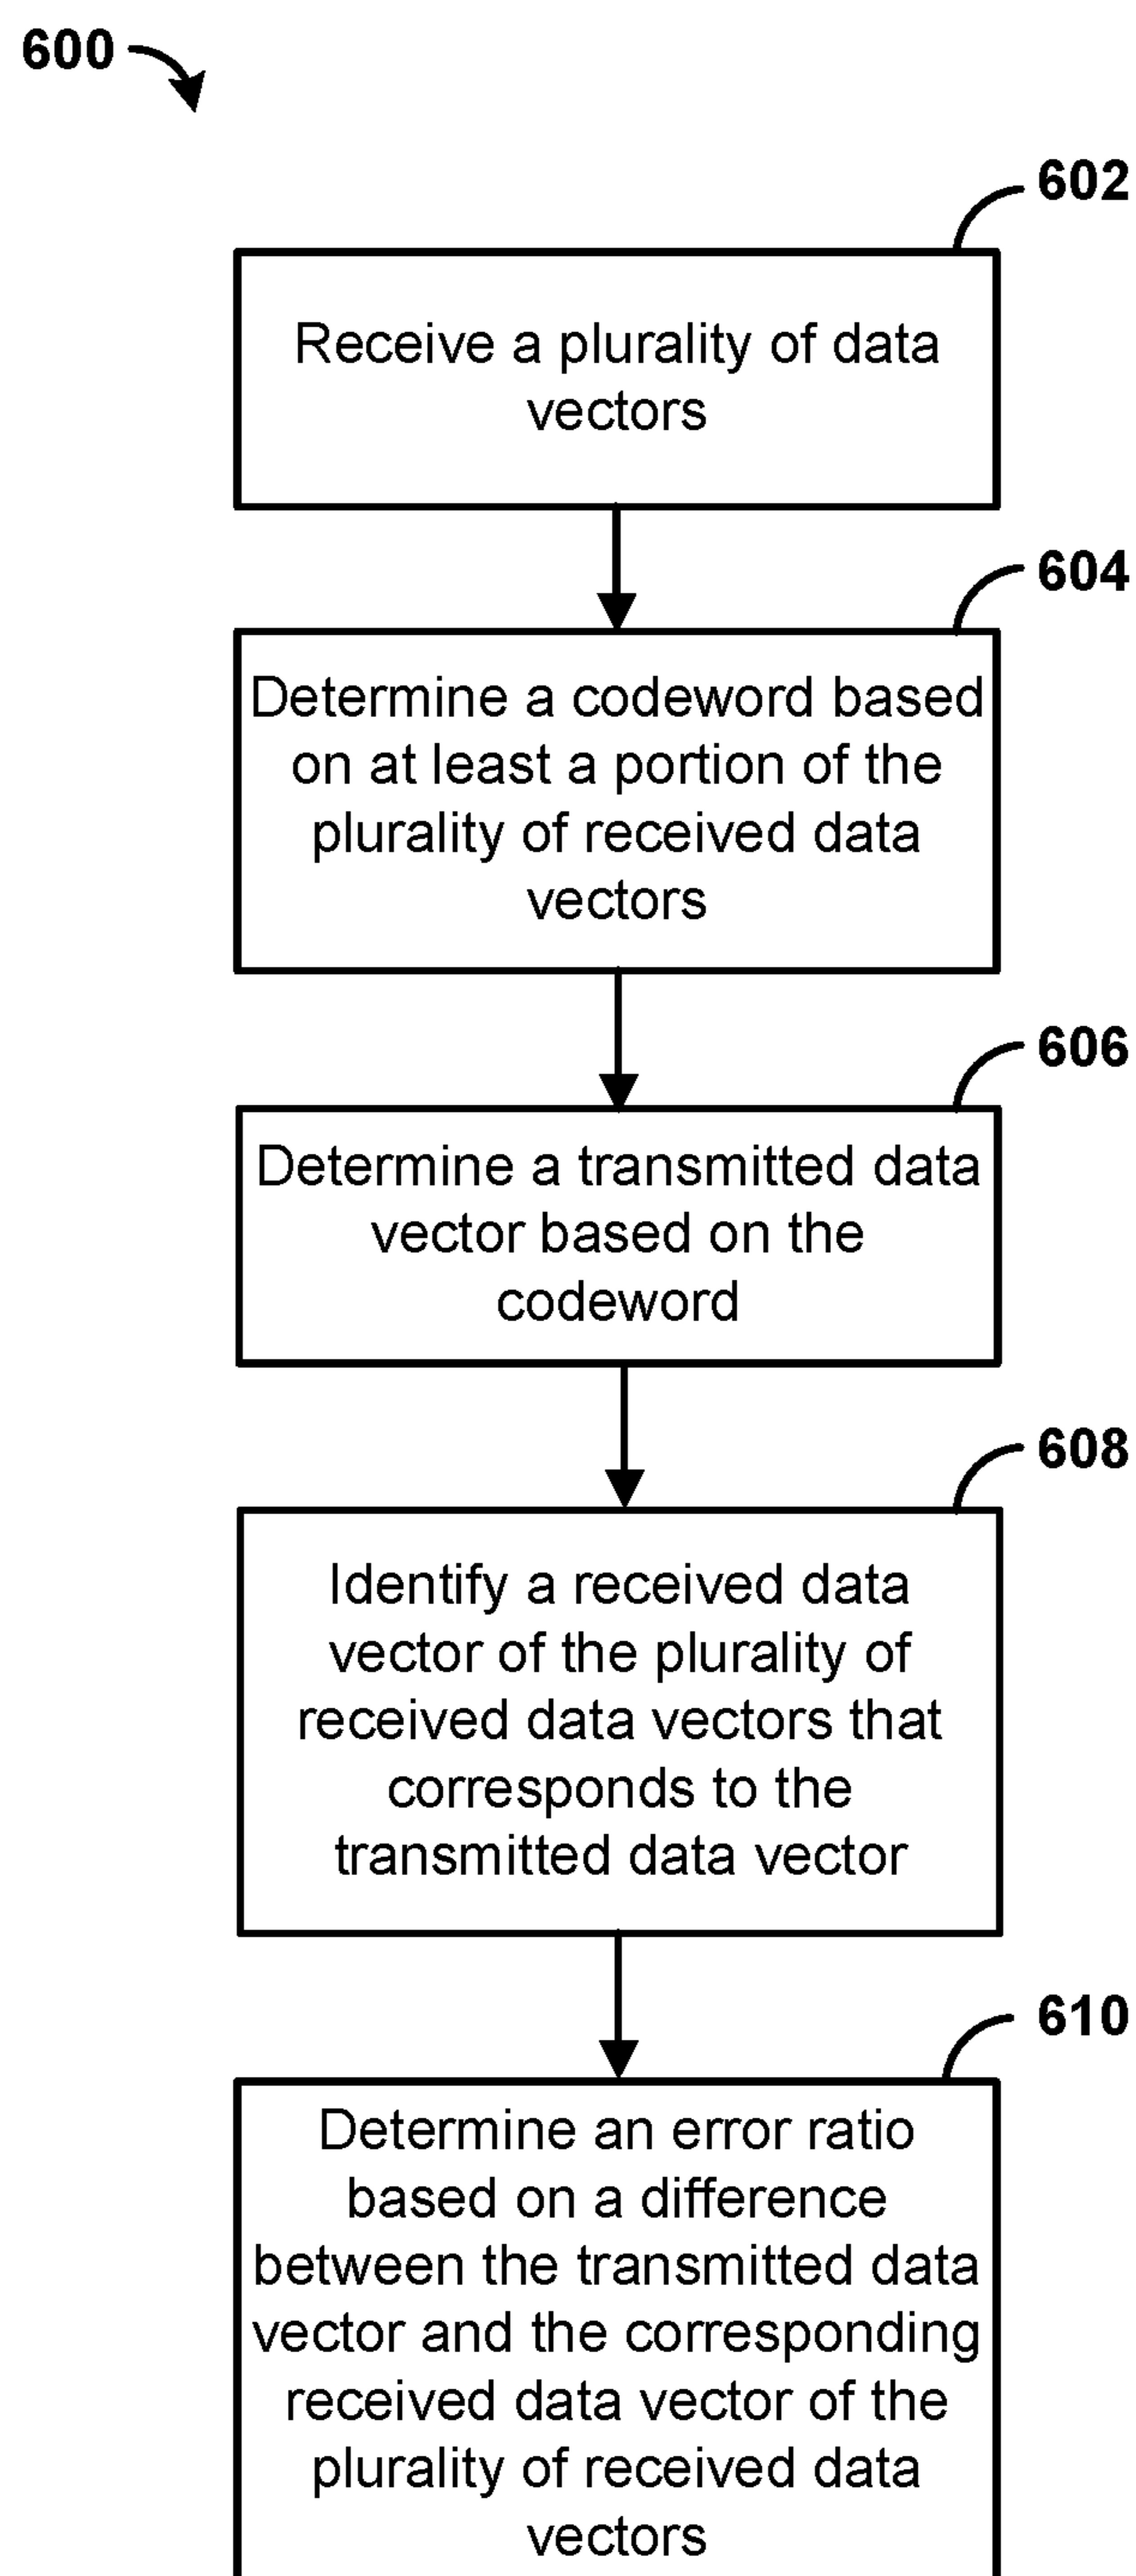 600
602
Receive a plurality of data
vectors
604
Determine a codeword based
on at least a portion of the
plurality of received data
vectors
606
Determine a transmitted data
vector based on the
codeword
608
Identify a received data
vector of the plurality of
received data vectors that
corresponds to the
transmitted data vector
610
Determine an error ratio
based on a difference
between the transmitted data
vector and the corresponding
received data vector of the
plurality of received data
vectors